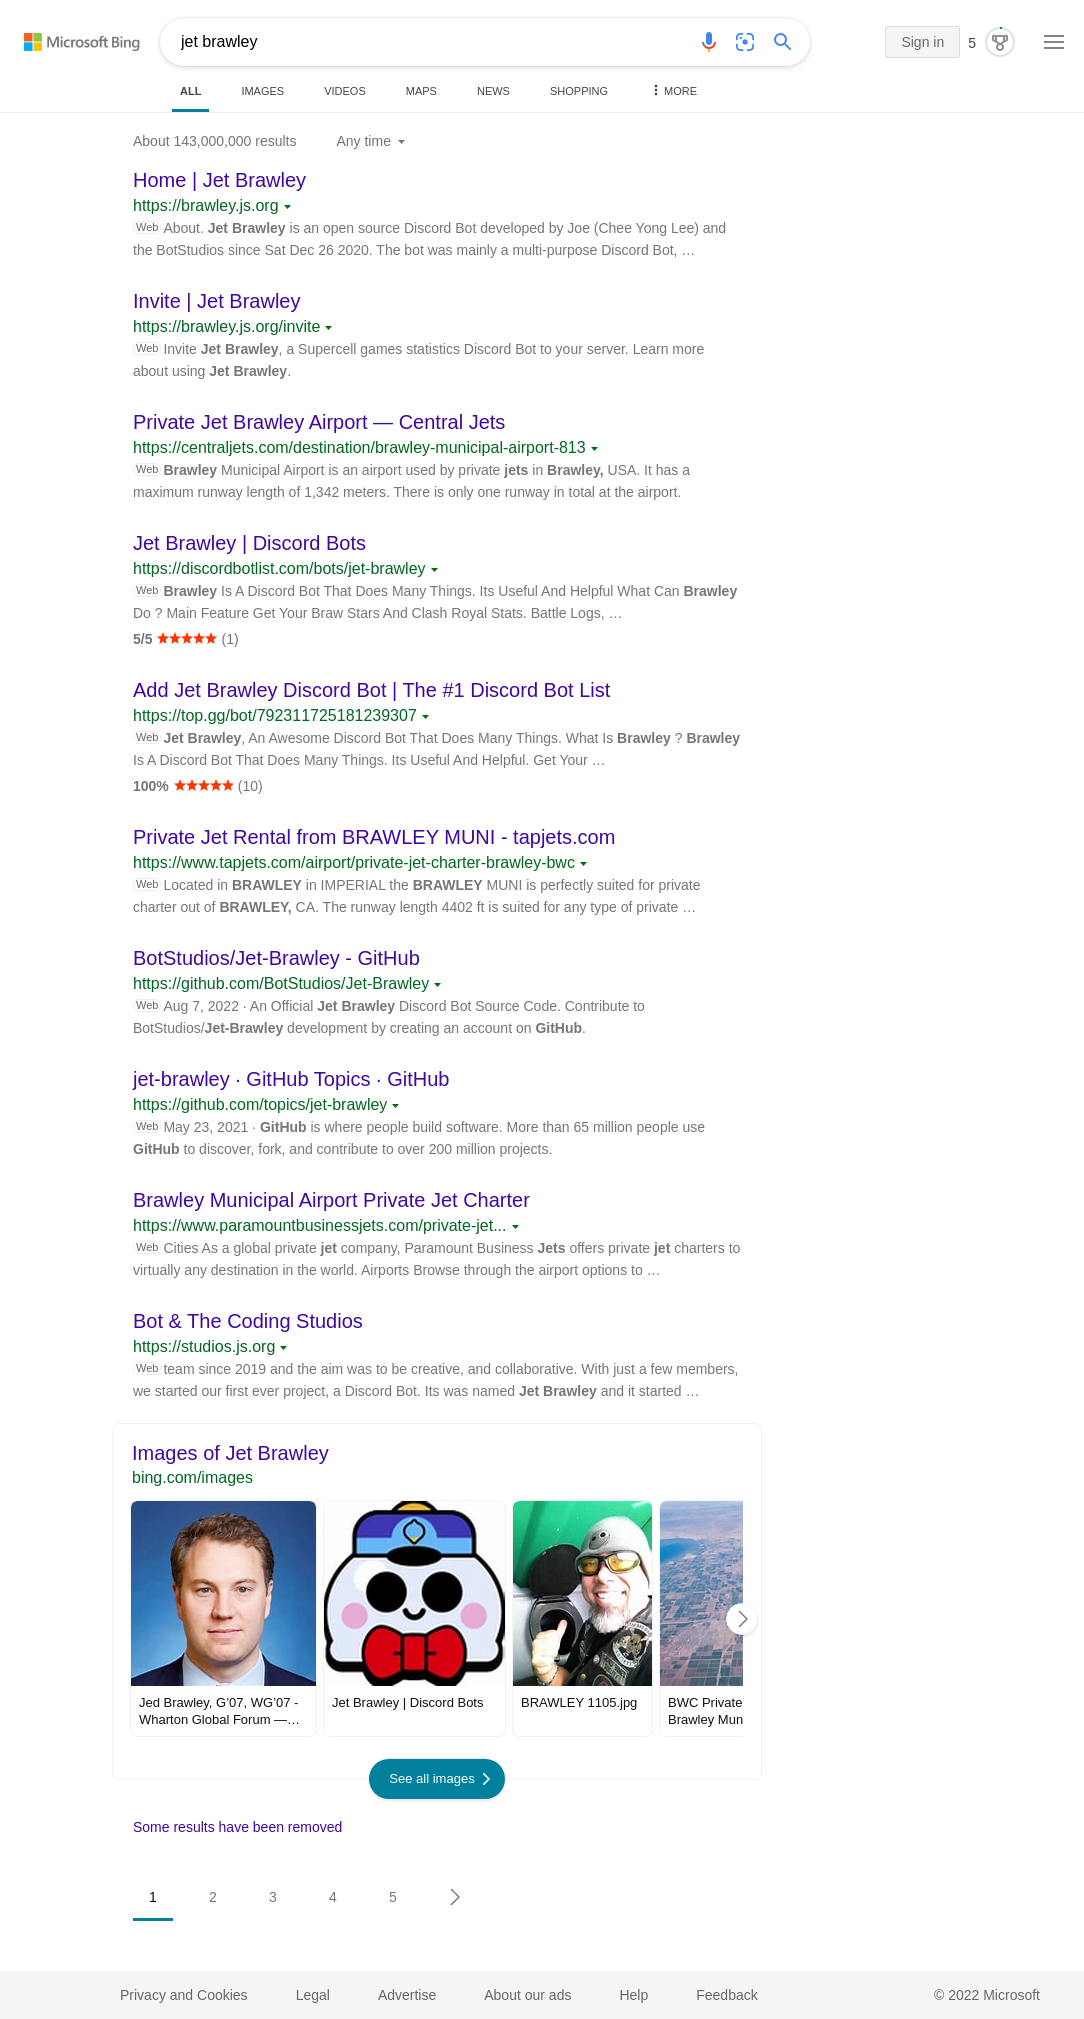 Microsoft Bing
jet brawley
Sign in
5
ALL IMAGES VIDEOS MAPS NEWS SHOPPING MORE
About 143,000,000 results Any time
Home | Jet Brawley
https://brawley.js.org
Web About. Jet Brawley is an open source Discord Bot developed by Joe (Chee Yong Lee) and
the BotStudios since Sat Dec 26 2020. The bot was mainly a multi-purpose Discord Bot, …
Invite | Jet Brawley
https://brawley.js.org/invite
Web Invite Jet Brawley, a Supercell games statistics Discord Bot to your server. Learn more
about using Jet Brawley.
Private Jet Brawley Airport — Central Jets
https://centraljets.com/destination/brawley-municipal-airport-813
Web Brawley Municipal Airport is an airport used by private jets in Brawley, USA. It has a
maximum runway length of 1,342 meters. There is only one runway in total at the airport.
Jet Brawley | Discord Bots
https://discordbotlist.com/bots/jet-brawley
Web Brawley Is A Discord Bot That Does Many Things. Its Useful And Helpful What Can Brawley
Do ? Main Feature Get Your Braw Stars And Clash Royal Stats. Battle Logs, …
5/5 (1)
Add Jet Brawley Discord Bot | The #1 Discord Bot List
https://top.gg/bot/792311725181239307
Web Jet Brawley, An Awesome Discord Bot That Does Many Things. What Is Brawley ? Brawley
Is A Discord Bot That Does Many Things. Its Useful And Helpful. Get Your …
100% (10)
Private Jet Rental from BRAWLEY MUNI - tapjets.com
https://www.tapjets.com/airport/private-jet-charter-brawley-bwc
Web Located in BRAWLEY in IMPERIAL the BRAWLEY MUNI is perfectly suited for private
charter out of BRAWLEY, CA. The runway length 4402 ft is suited for any type of private …
BotStudios/Jet-Brawley - GitHub
https://github.com/BotStudios/Jet-Brawley
Web Aug 7, 2022 · An Official Jet Brawley Discord Bot Source Code. Contribute to
BotStudios/Jet-Brawley development by creating an account on GitHub.
jet-brawley · GitHub Topics · GitHub
https://github.com/topics/jet-brawley
Web May 23, 2021 · GitHub is where people build software. More than 65 million people use
GitHub to discover, fork, and contribute to over 200 million projects.
Brawley Municipal Airport Private Jet Charter
https://www.paramountbusinessjets.com/private-jet...
Web Cities As a global private jet company, Paramount Business Jets offers private jet charters to
virtually any destination in the world. Airports Browse through the airport options to …
Bot & The Coding Studios
https://studios.js.org
Web team since 2019 and the aim was to be creative, and collaborative. With just a few members,
we started our first ever project, a Discord Bot. Its was named Jet Brawley and it started …
Images of Jet Brawley
bing.com/images
Jed Brawley, G'07, WG'07 -
Wharton Global Forum —…
Jet Brawley | Discord Bots
BRAWLEY 1105.jpg
BWC Private
Brawley Mun
See all images
Some results have been removed
1 2 3 4 5
Privacy and Cookies Legal Advertise About our ads Help Feedback © 2022 Microsoft